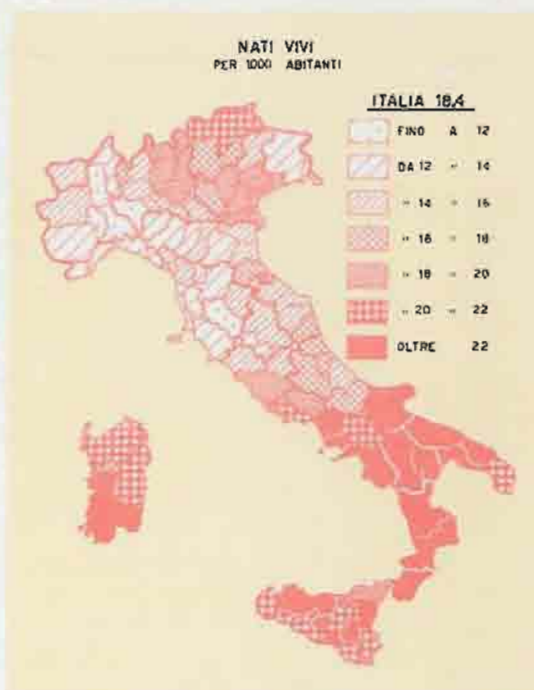 NATI VIVI
PER 1000 ABITANTI
ITALIA 18,4
FINO A 12
DA 12 " 14
" 14 " 16
" 16 " 18
" 18 " 20
" 20 " 22
OLTRE 22